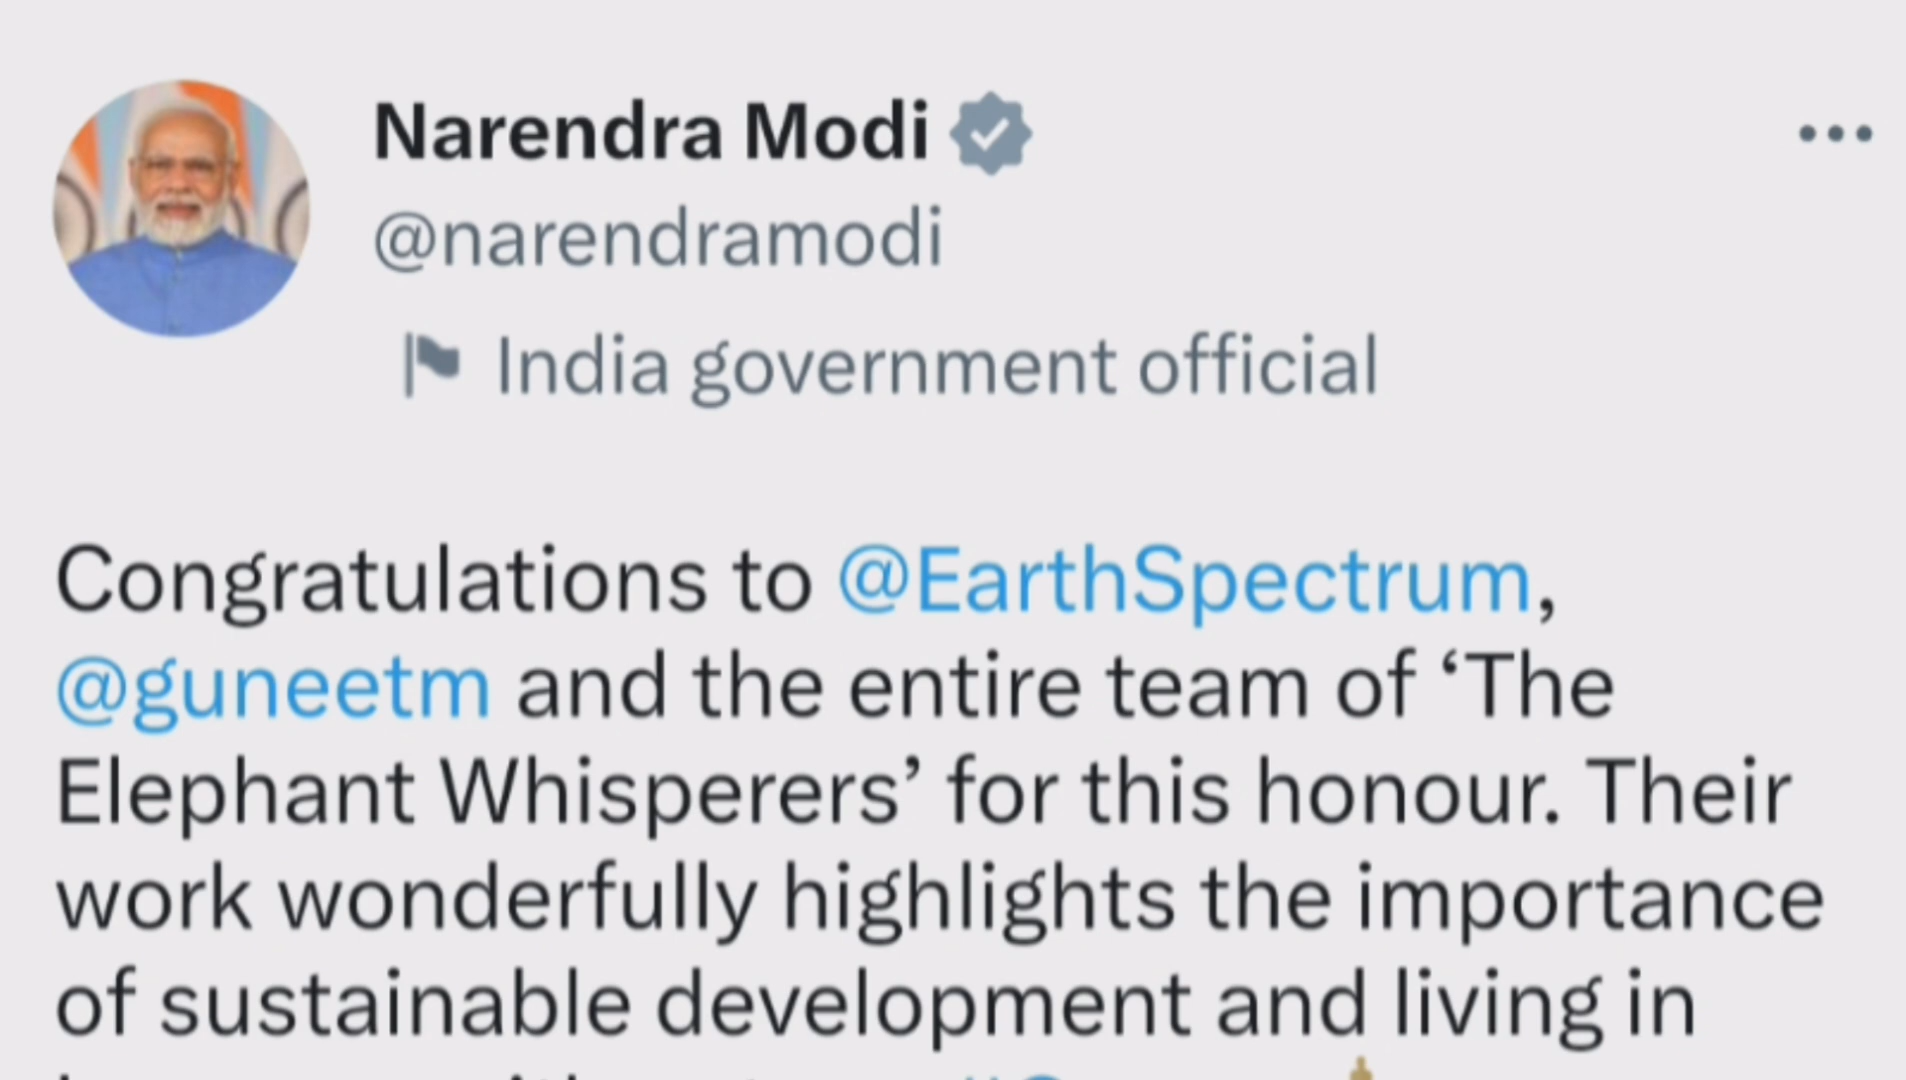 Narendra Modi
@narendramodi
India government official
Congratulations to @EarthSpectrum,
@guneetm and the entire team of ‘The
Elephant Whisperers’ for this honour. Their
work wonderfully highlights the importance
of sustainable development and living in